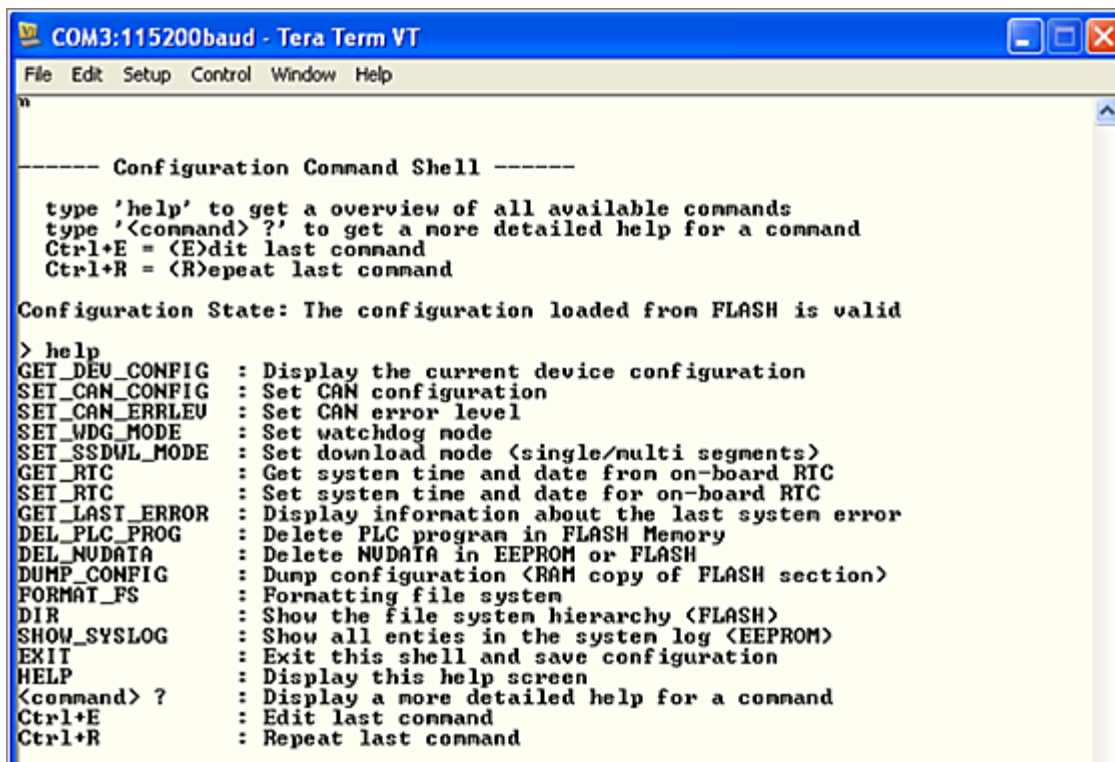 COM3:115200baud - Tera Term VT
File Edit Setup Control Window Help
------ Configuration Command Shell ------
type 'help' to get a overview of all available commands
type '<command> ?' to get a more detailed help for a command
Ctrl+E = (E)dit last command
Ctrl+R = (R)epeat last command
Configuration State: The configuration loaded from FLASH is valid
> help
GET_DEV_CONFIG : Display the current device configuration
SET_CAN_CONFIG : Set CAN configuration
SET_CAN_ERRLEV : Set CAN error level
SET_WDG_MODE : Set watchdog mode
SET_SSDWL_MODE : Set download mode (single/multi segments)
GET_RTC : Get system time and date from on-board RTC
SET_RTC : Set system time and date for on-board RTC
GET_LAST_ERROR : Display information about the last system error
DEL_PLC_PROG : Delete PLC program in FLASH Memory
DEL_NVDATA : Delete NVDATA in EEPROM or FLASH
DUMP_CONFIG : Dump configuration (RAM copy of FLASH section)
FORMAT_FS : Formatting file system
DIR : Show the file system hierarchy (FLASH)
SHOW_SYSLOG : Show all enties in the system log (EEPROM)
EXIT : Exit this shell and save configuration
HELP : Display this help screen
<command> ? : Display a more detailed help for a command
Ctrl+E : Edit last command
Ctrl+R : Repeat last command